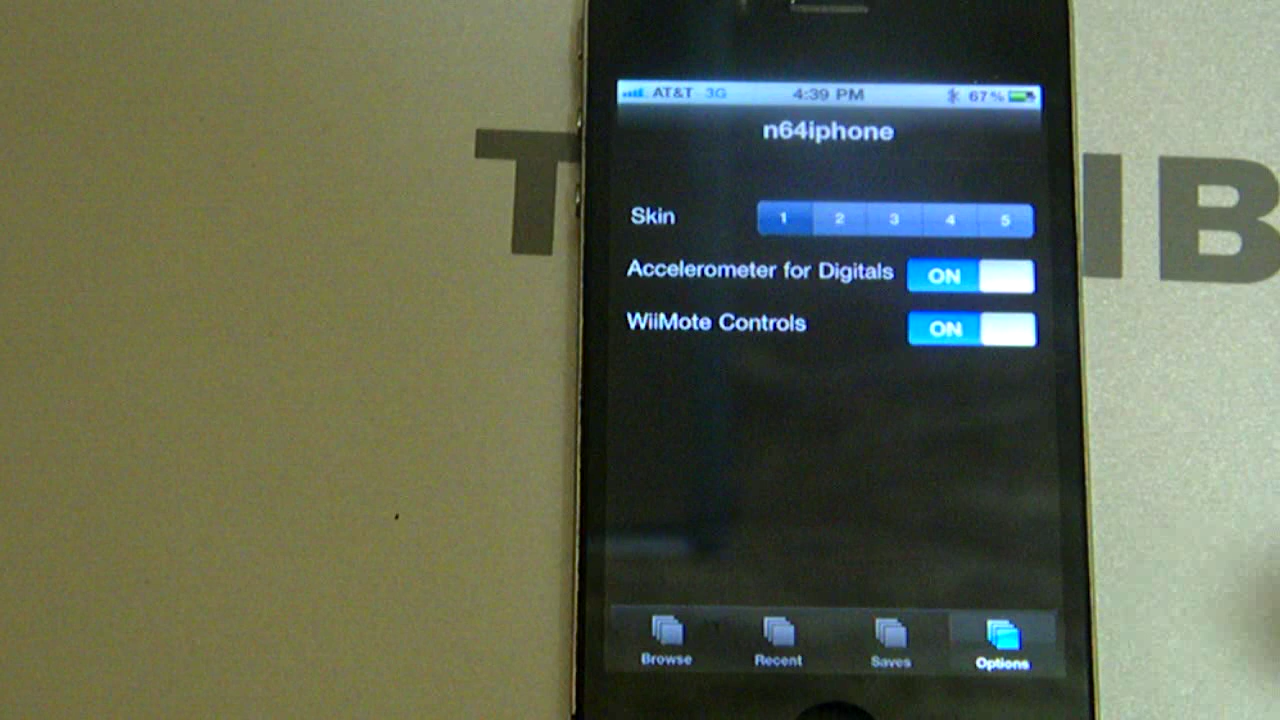 AT&T 3G 4:39 PM 67%
n64iphone
Skin 1 2 3 4 5
Accelerometer for Digitals ON
WiiMote Controls ON
Browse Recent Saves Options
T
IB